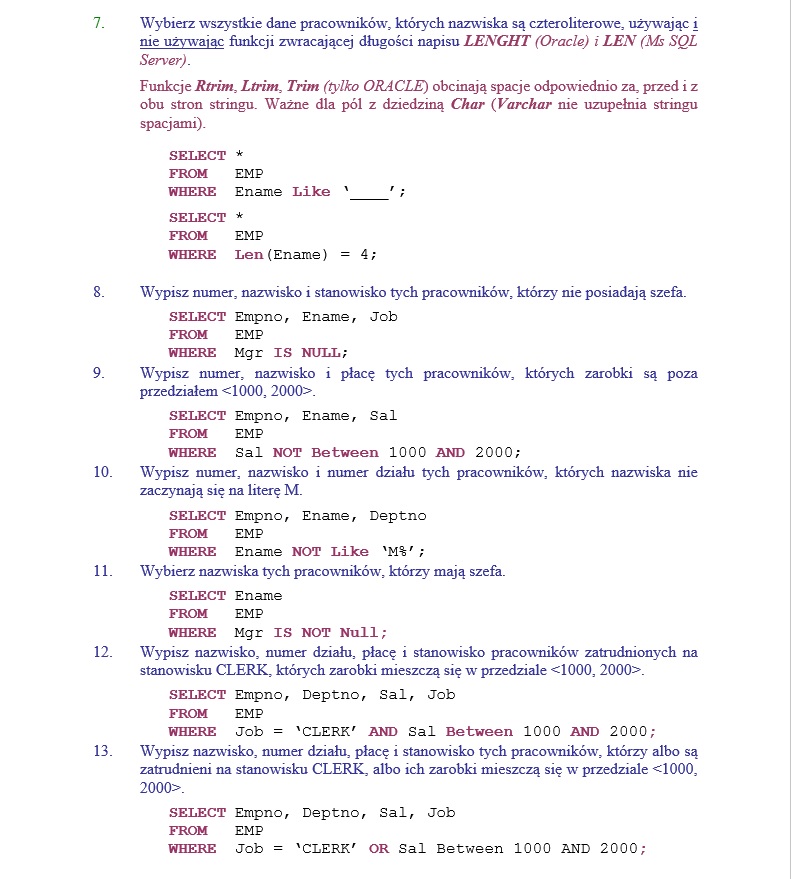 7. Wybierz wszystkie dane pracowników, których nazwiska są czteroliterowe, używając i
nie używając funkcji zwracającej długości napisu LENGHT (Oracle) i LEN (Ms SQL
Server).
Funkcje Rtrim, Ltrim, Trim (tylko ORACLE) obcinają spacje odpowiednio za, przed i z
obu stron stringu. Ważne dla pól z dziedziną Char (Varchar nie uzupełnia stringu
spacjami).
SELECT *
FROM EMP
WHERE Ename Like ‘____’;
SELECT *
FROM EMP
WHERE Len(Ename) = 4;
8. Wypisz numer, nazwisko i stanowisko tych pracowników, którzy nie posiadają szefa.
SELECT Empno, Ename, Job
FROM EMP
WHERE Mgr IS NULL;
9. Wypisz numer, nazwisko i płacę tych pracowników, których zarobki są poza
przedziałem <1000, 2000>.
SELECT Empno, Ename, Sal
FROM EMP
WHERE Sal NOT Between 1000 AND 2000;
10. Wypisz numer, nazwisko i numer działu tych pracowników, których nazwiska nie
zaczynają się na literę M.
SELECT Empno, Ename, Deptno
FROM EMP
WHERE Ename NOT Like ‘M%’;
11. Wybierz nazwiska tych pracowników, którzy mają szefa.
SELECT Ename
FROM EMP
WHERE Mgr IS NOT Null;
12. Wypisz nazwisko, numer działu, płacę i stanowisko pracowników zatrudnionych na
stanowisku CLERK, których zarobki mieszczą się w przedziale <1000, 2000>.
SELECT Empno, Deptno, Sal, Job
FROM EMP
WHERE Job = ‘CLERK’ AND Sal Between 1000 AND 2000;
13. Wypisz nazwisko, numer działu, płacę i stanowisko tych pracowników, którzy albo są
zatrudnieni na stanowisku CLERK, albo ich zarobki mieszczą się w przedziale <1000,
2000>.
SELECT Empno, Deptno, Sal, Job
FROM EMP
WHERE Job = ‘CLERK’ OR Sal Between 1000 AND 2000;